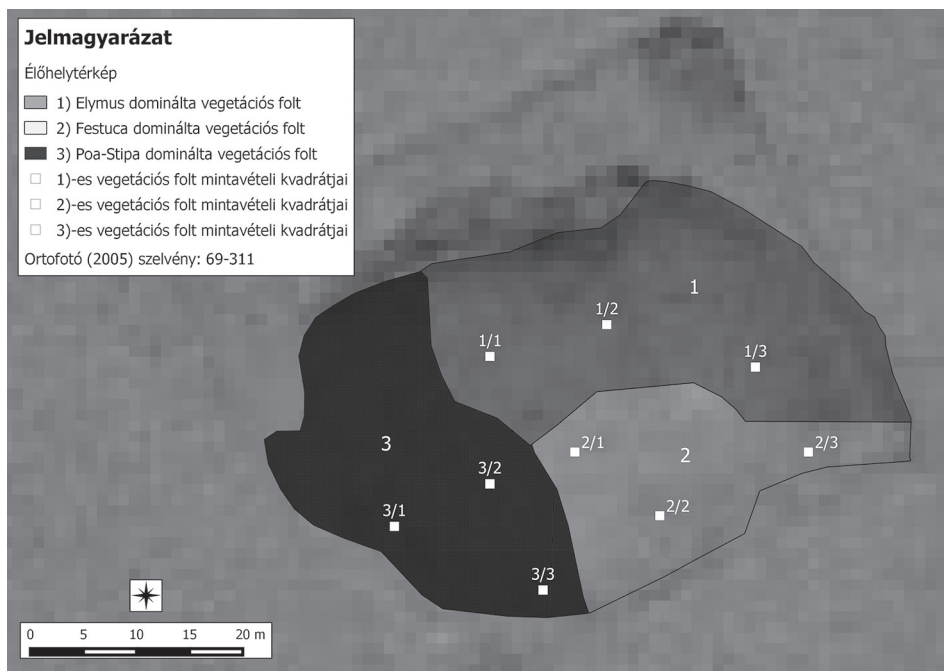 Jelmagyarázat
Élőhelytérkép
1) Elymus dominálta vegetációs folt
2) Festuca dominálta vegetációs folt
3) Poa-Stipa dominálta vegetációs folt
1)-es vegetációs folt mintavételi kvadrátjai
2)-es vegetációs folt mintavételi kvadrátjai
3)-es vegetációs folt mintavételi kvadrátjai
Ortofotó (2005) szelvény: 69-311
1
1/2
1/1
1/3
3
2/1
2
2/3
3/2
3/1
2/2
3/3
0 5 10 15 20 m